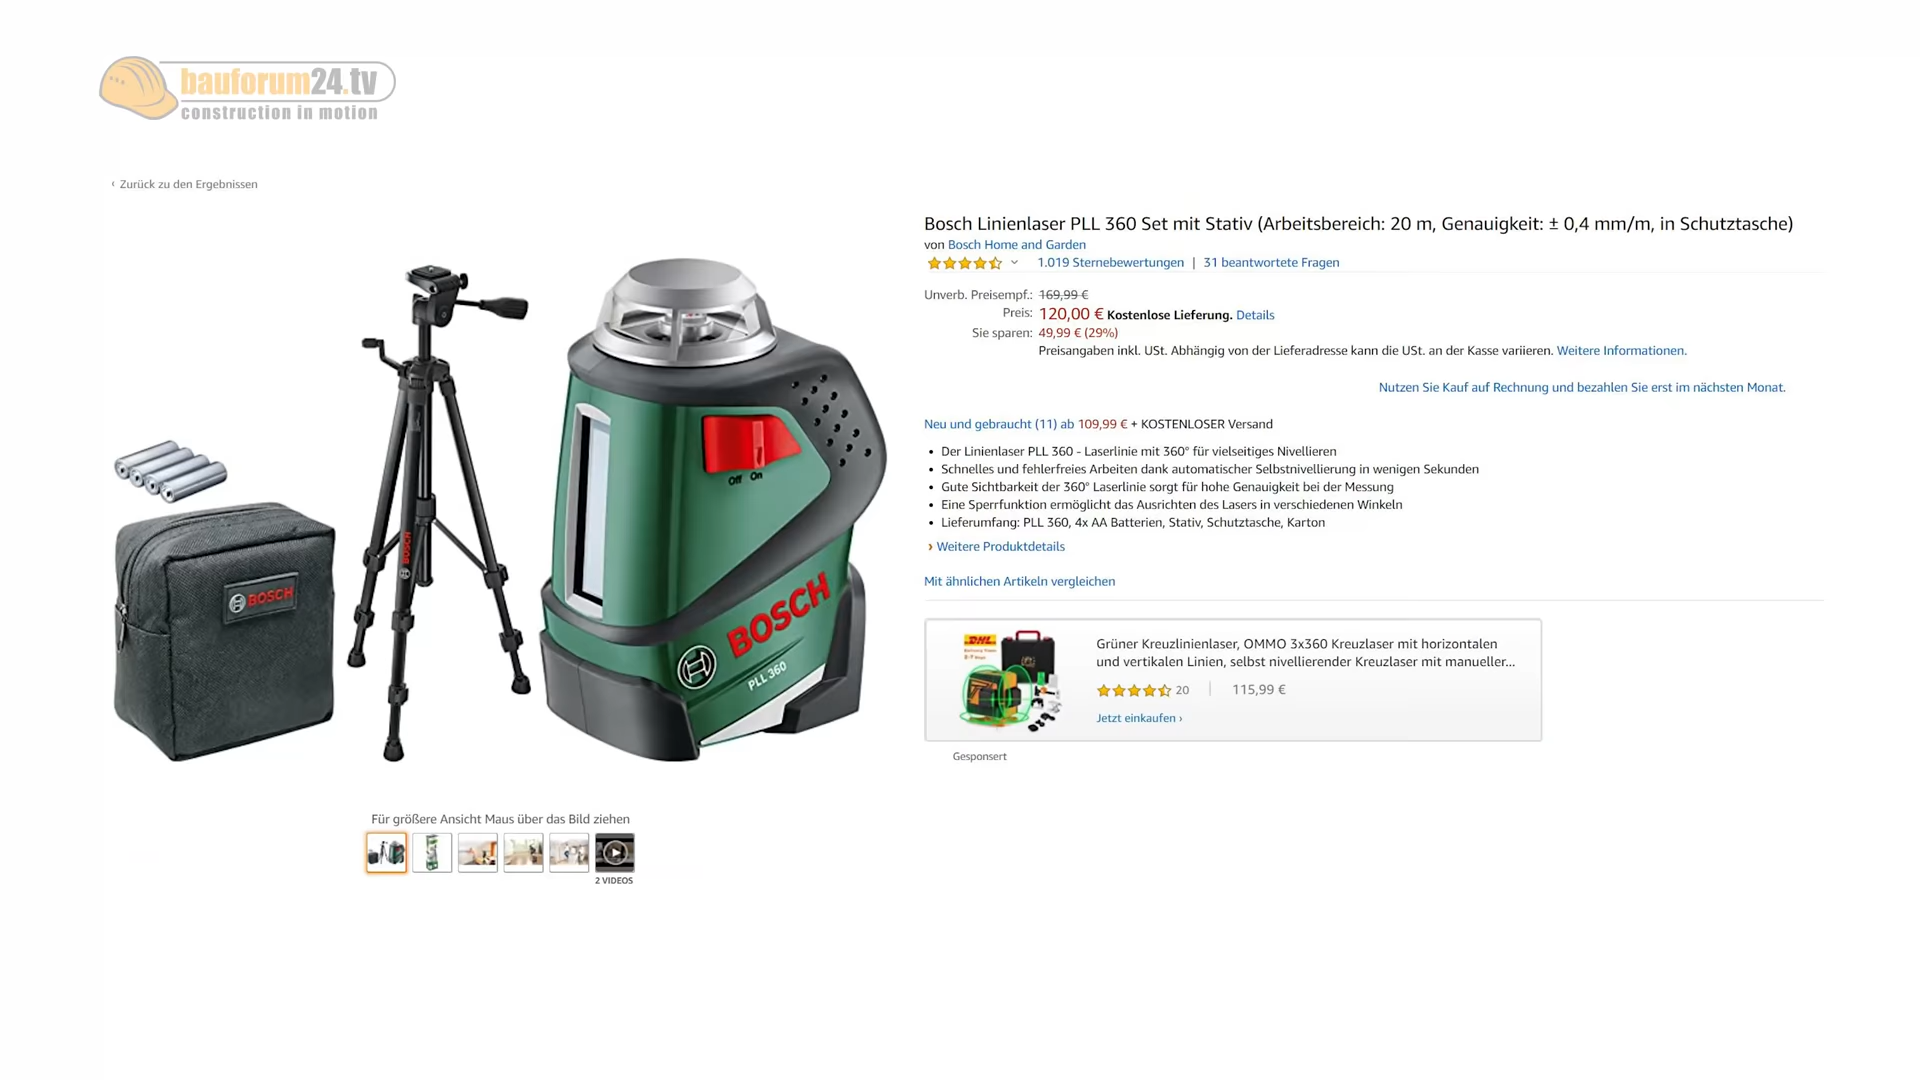 bauforum24.tv
construction in motion
‹ Zurück zu den Ergebnissen
Bosch Linienlaser PLL 360 Set mit Stativ (Arbeitsbereich: 20 m, Genauigkeit: ± 0,4 mm/m, in Schutztasche)
von Bosch Home and Garden
1.019 Sternebewertungen | 31 beantwortete Fragen
Unverb. Preisempf.: 169,99 €
Preis: 120,00 € Kostenlose Lieferung. Details
Sie sparen: 49,99 € (29%)
Preisangaben inkl. USt. Abhängig von der Lieferadresse kann die USt. an der Kasse variieren. Weitere Informationen.
Nutzen Sie Kauf auf Rechnung und bezahlen Sie erst im nächsten Monat.
Neu und gebraucht (11) ab 109,99 € + KOSTENLOSER Versand
• Der Linienlaser PLL 360 - Laserlinie mit 360° für vielseitiges Nivellieren
• Schnelles und fehlerfreies Arbeiten dank automatischer Selbstnivellierung in wenigen Sekunden
• Gute Sichtbarkeit der 360° Laserlinie sorgt für hohe Genauigkeit bei der Messung
• Eine Sperrfunktion ermöglicht das Ausrichten des Lasers in verschiedenen Winkeln
• Lieferumfang: PLL 360, 4x AA Batterien, Stativ, Schutztasche, Karton
› Weitere Produktdetails
Mit ähnlichen Artikeln vergleichen
DHL
Grüner Kreuzlinienlaser, OMMO 3x360 Kreuzlaser mit horizontalen
und vertikalen Linien, selbst nivellierender Kreuzlaser mit manueller...
20 | 115,99 €
Jetzt einkaufen ›
Gesponsert
Off On
BOSCH
PLL 360
BOSCH
BOSCH
Für größere Ansicht Maus über das Bild ziehen
2 VIDEOS